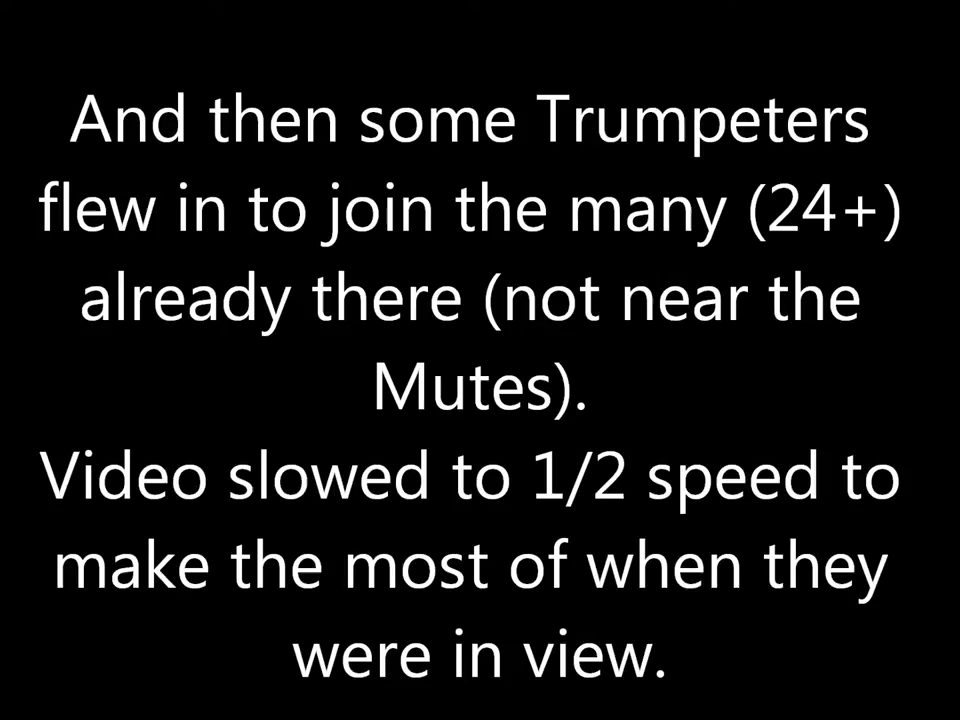 And then some Trumpeters
flew in to join the many (24+)
already there (not near the
Mutes).
Video slowed to 1/2 speed to
make the most of when they
were in view.